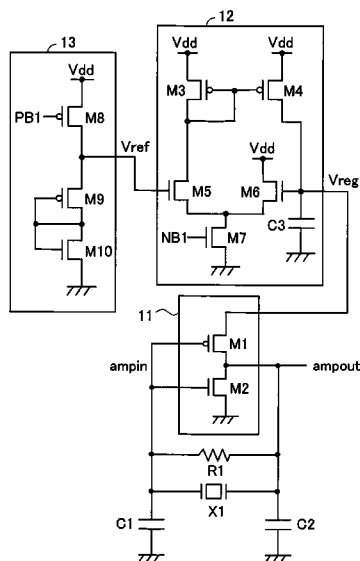 13
12
Vdd
Vdd
Vdd
M3
M4
PB1
M8
Vdd
Vref
M5
M6
Vreg
M9
C3
NB1
M7
M10
11
M1
ampin
ampout
M2
R1
X1
C1
C2